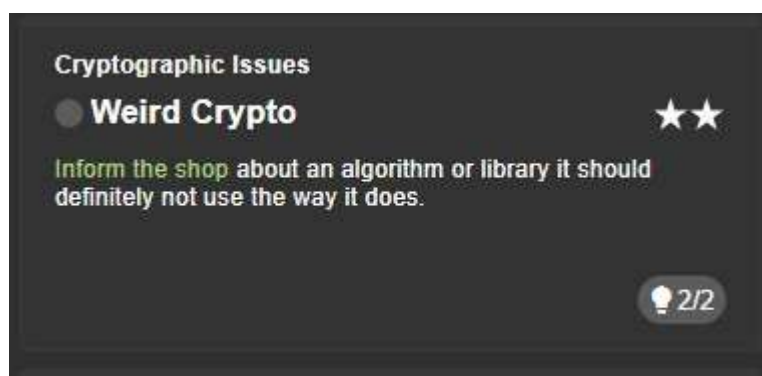 Cryptographic Issues
Weird Crypto
★★
Inform the shop about an algorithm or library it should
definitely not use the way it does.
2/2